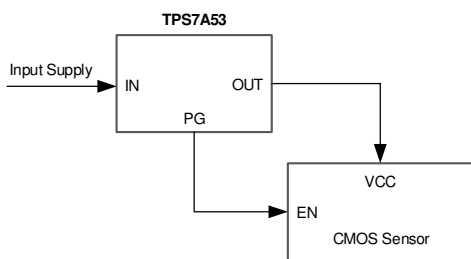 TPS7A53
Input Supply
IN
OUT
PG
VCC
EN
CMOS Sensor